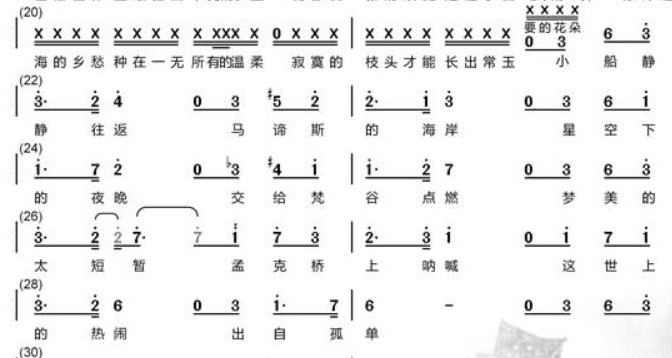 (20)
x x x x
x x x x x x x x x xxx x 0 x x x | x x x x x x x x 要的花朵
0 3 6 3
海 的 乡 愁 种 在 一 无 所 有的温 柔 寂 寞 的 枝 头 才 能 长 出 常 玉 小 船 静
(22)
3· 2 4 0 3 #5 2 | 2· 1 3 0 3 6 1
静 往 返 马 谛 斯 的 海 岸 星 空 下
(24)
1· 7 2 0 b3 #4 1 | 1· 2 7 0 3 6 3
的 夜 晚 交 给 梵 谷 点 燃 梦 美 的
(26)
3· 2 2 7· 7 1 7 3 | 2· 3 1 0 1 7 1
太 短 暂 孟 克 桥 上 呐 喊 这 世 上
(28)
3· 2 6 0 3 1· 7 | 6 - 0 3 6 3
的 热 闹 出 自 孤 单
(30)